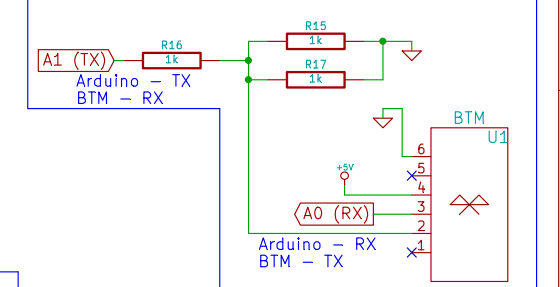 R15
1k
R16
1k
A1 (TX)
R17
1k
Arduino – TX
BTM – RX
BTM
U1
6
5
+5V
4
3
A0 (RX)
2
Arduino – RX
BTM – TX
1